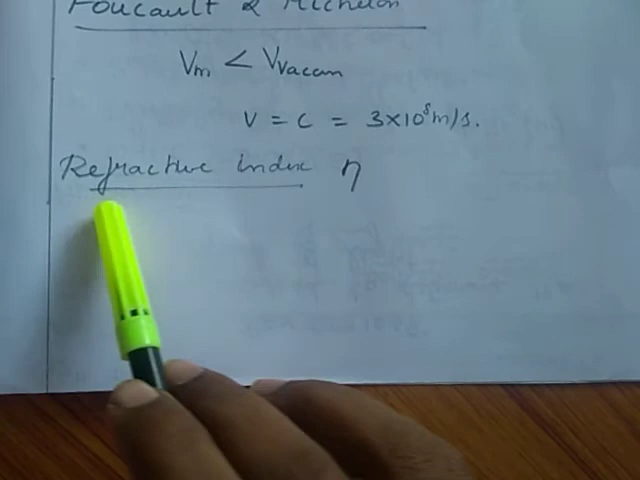 Foucault & Michelson
Vm < Vvacum
V = C = 3×10⁸m/s.
Refractive index η